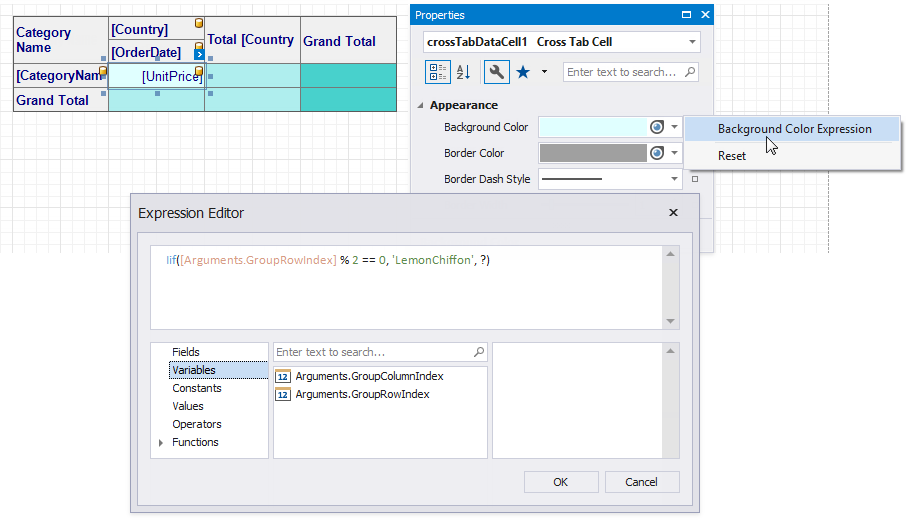 Category Name
[Country]
[OrderDate]
Total [Country
Grand Total
[CategoryNam
[UnitPrice]
Grand Total
Properties
crossTabDataCell1 Cross Tab Cell
Enter text to search...
Appearance
Background Color
Border Color
Border Dash Style
Background Color Expression
Reset
Expression Editor
Iif([Arguments.GroupRowIndex] % 2 == 0, 'LemonChiffon', ?)
Fields
Variables
Constants
Values
Operators
Functions
Enter text to search...
12 Arguments.GroupColumnIndex
12 Arguments.GroupRowIndex
OK
Cancel